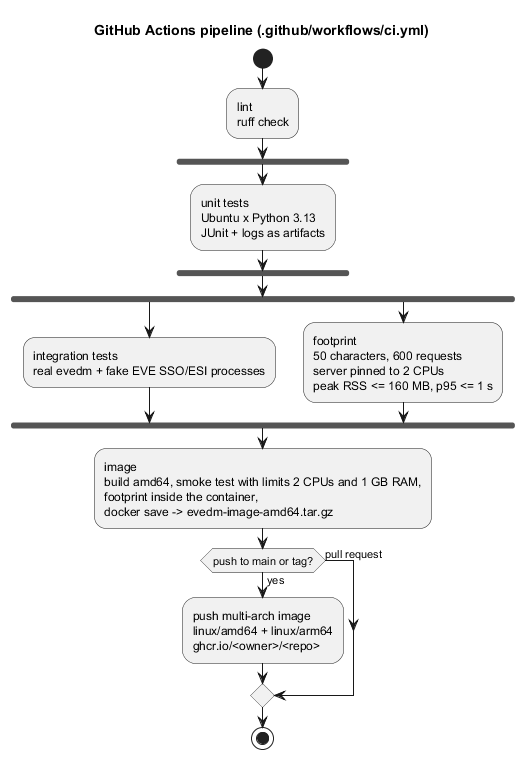 GitHub Actions pipeline (.github/workflows/ci.yml)
lint
ruff check
unit tests
Ubuntu x Python 3.13
JUnit + logs as artifacts
integration tests
real evedm + fake EVE SSO/ESI processes
footprint
50 characters, 600 requests
server pinned to 2 CPUs
peak RSS <= 160 MB, p95 <= 1 s
image
build amd64, smoke test with limits 2 CPUs and 1 GB RAM,
footprint inside the container,
docker save -> evedm-image-amd64.tar.gz
push to main or tag?
pull request
yes
push multi-arch image
linux/amd64 + linux/arm64
ghcr.io/<owner>/<repo>